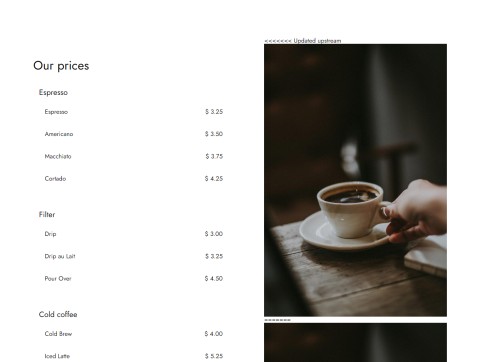 <<<<<<< Updated upstream
Our prices
Espresso
Espresso $ 3.25
Americano $ 3.50
Macchiato $ 3.75
Cortado $ 4.25
Filter
Drip $ 3.00
Drip au Lait $ 3.25
Pour Over $ 4.50
Cold coffee
Cold Brew $ 4.00
Iced Latte $ 5.25
=======